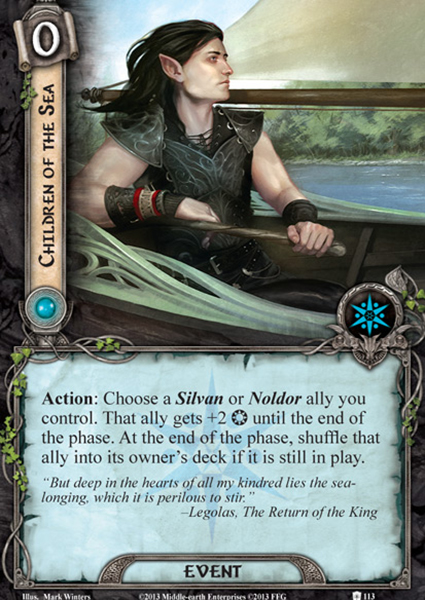 0
CHILDREN OF THE SEA
Action: Choose a Silvan or Noldor ally you
control. That ally gets +2 until the end of
the phase. At the end of the phase, shuffle that
ally into its owner's deck if it is still in play.
"But deep in the hearts of all my kindred lies the sea-
longing, which it is perilous to stir."
–Legolas, The Return of the King
EVENT
Illus. Mark Winters ©2013 Middle-earth Enterprises ©2013 FFG 113